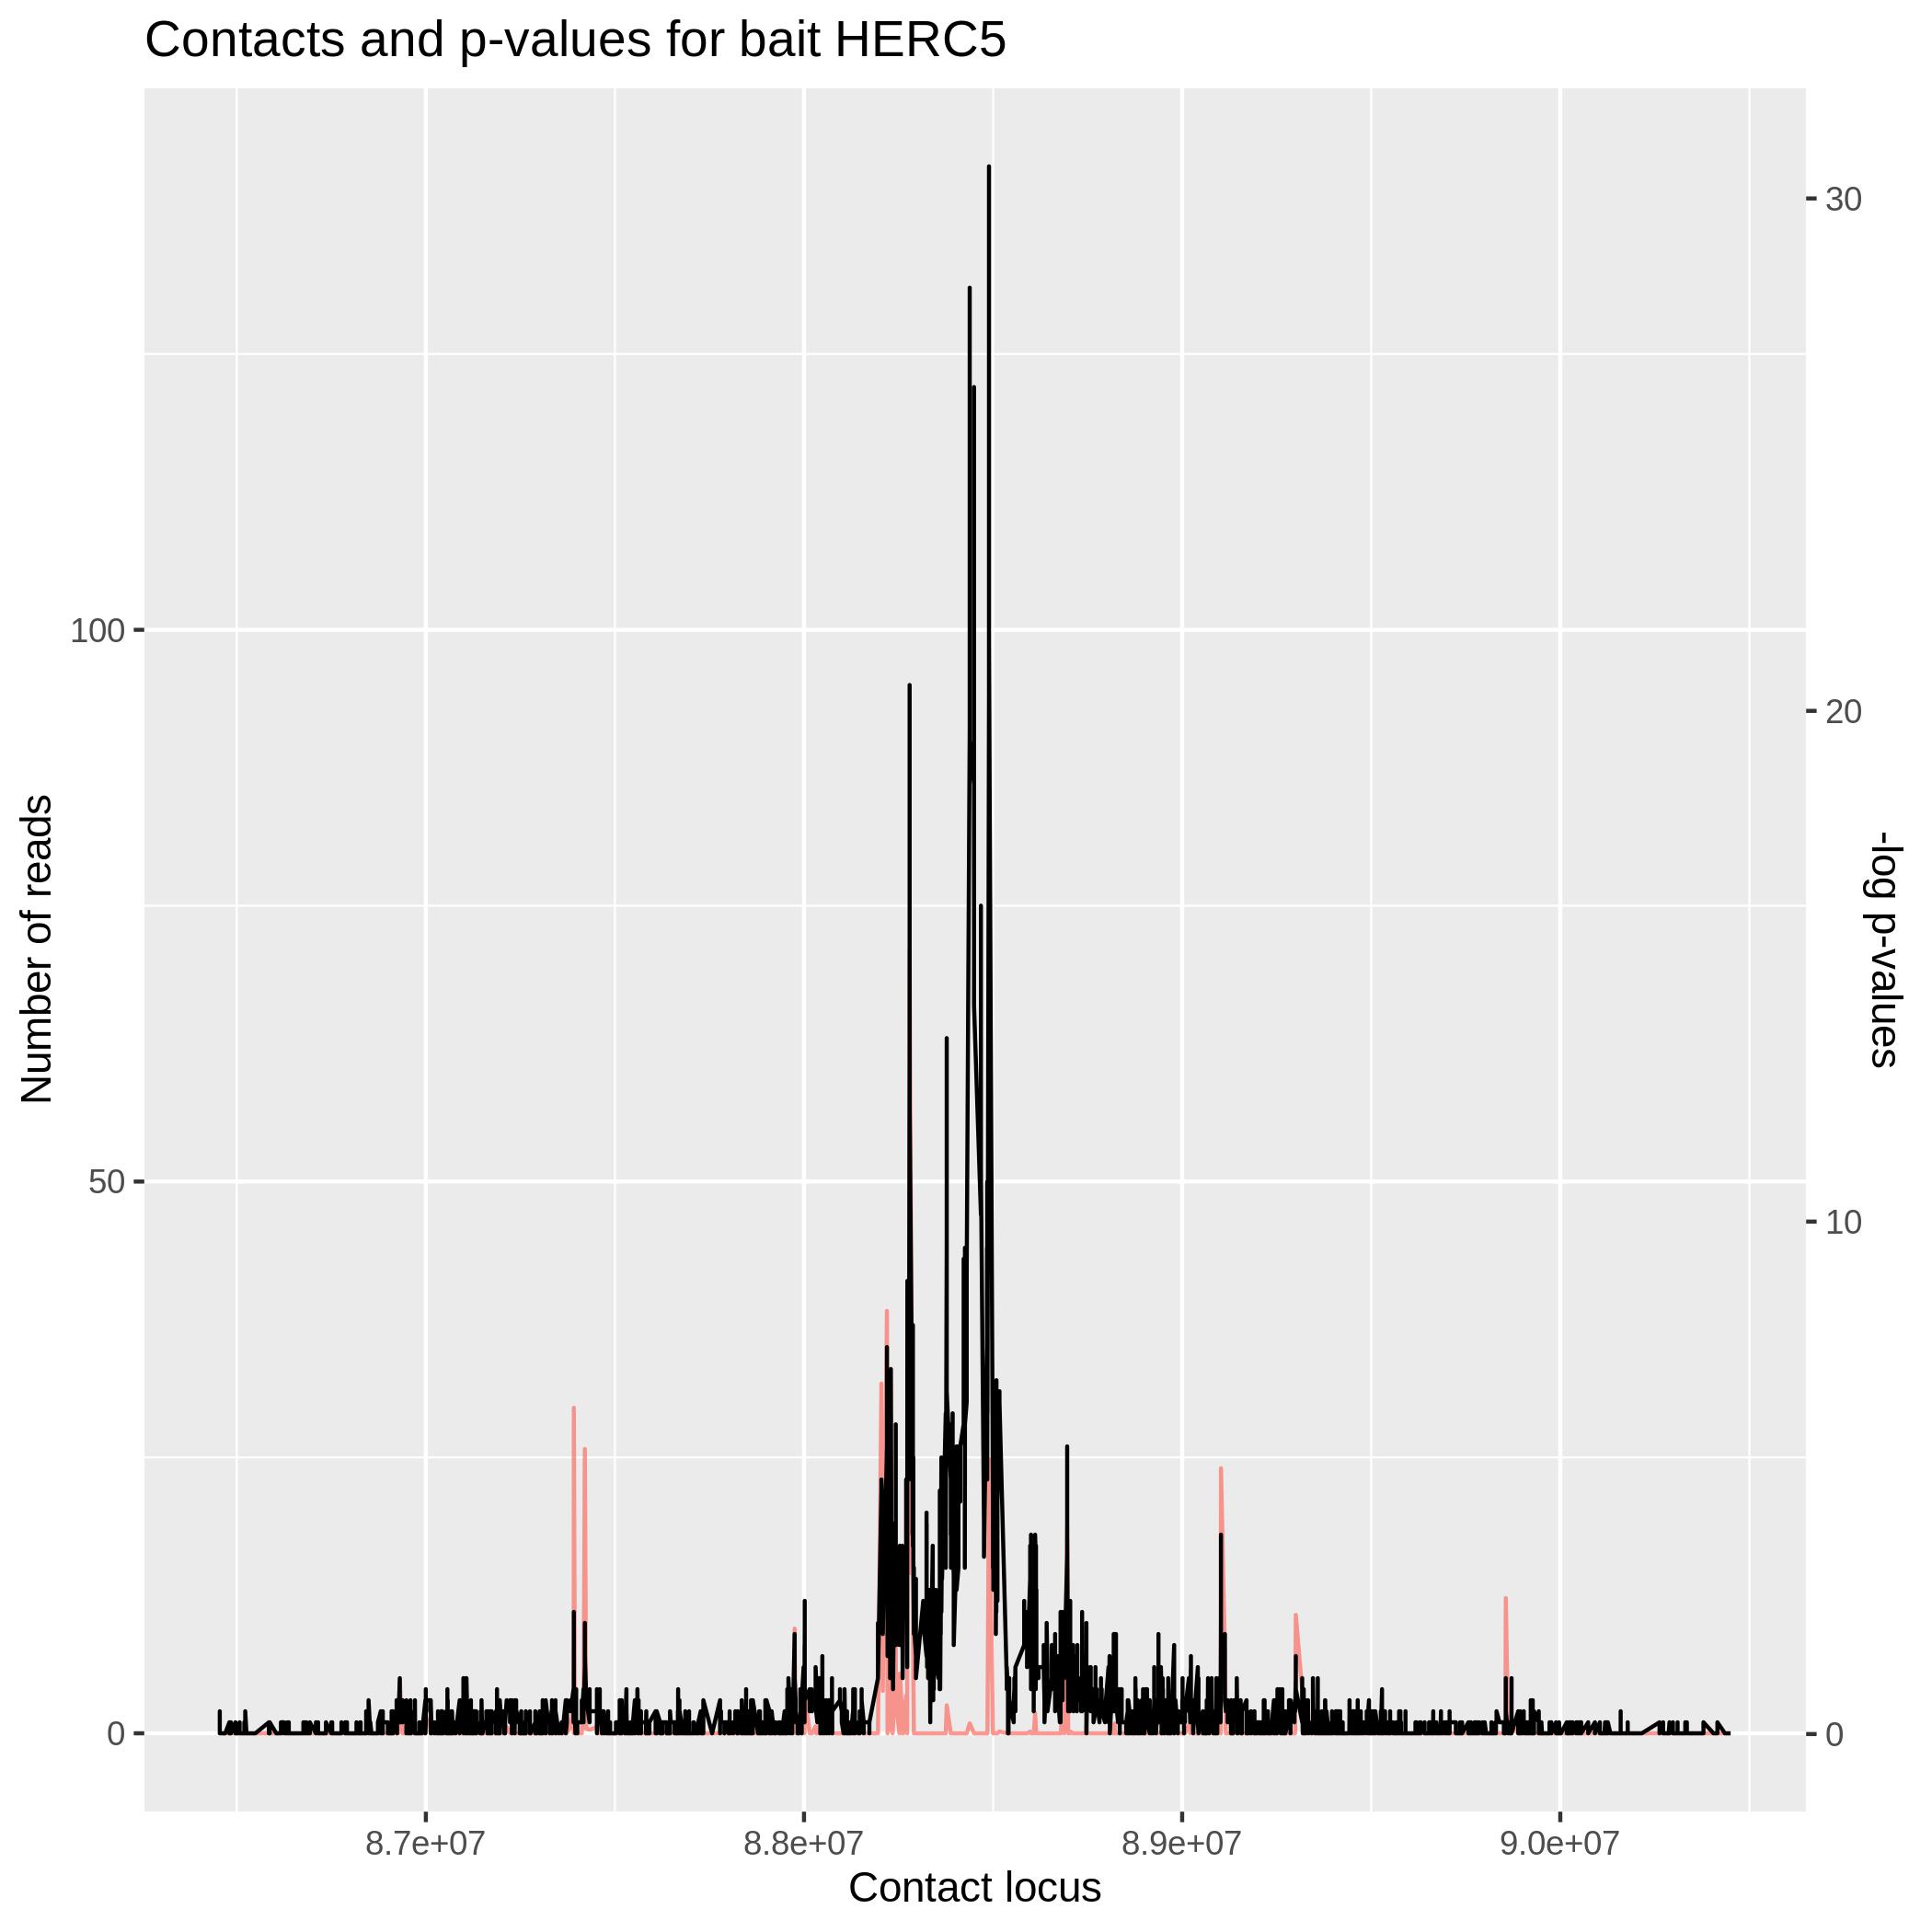 Contacts and p-values for bait HERC5
30
100
20
Number of reads
-log p-values
50
10
0
0
8.7e+07
8.8e+07
8.9e+07
9.0e+07
Contact locus